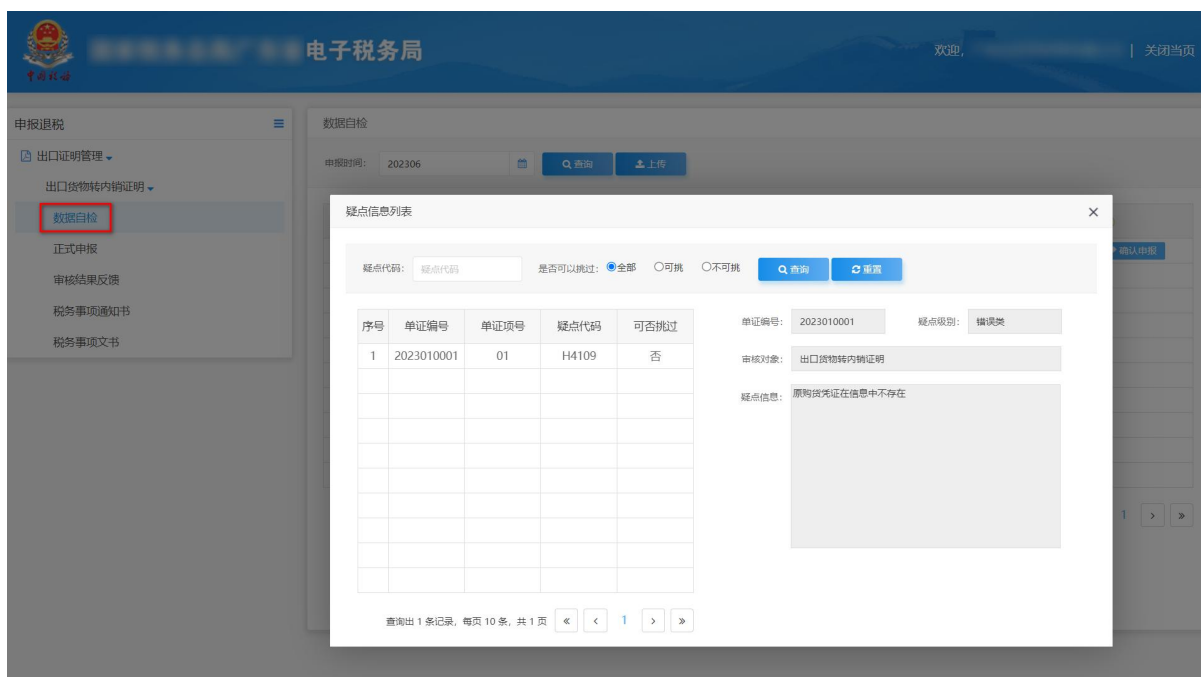 中国税务
电子税务局
欢迎,
| 关闭当页
申报退税
出口证明管理
出口货物转内销证明
数据自检
正式申报
审核结果反馈
税务事项通知书
税务事项文书
数据自检
申报时间: 202306 查询 上传
确认申报
疑点信息列表 ×
疑点代码: 疑点代码 是否可以挑过: 全部 可挑 不可挑 查询 重置
序号 单证编号 单证项号 疑点代码 可否挑过
1 2023010001 01 H4109 否
查询出 1 条记录, 每页 10 条, 共 1 页 « ‹ 1 › »
单证编号: 2023010001 疑点级别: 错误类
审核对象: 出口货物转内销证明
疑点信息: 原购货凭证在信息中不存在
1 › »